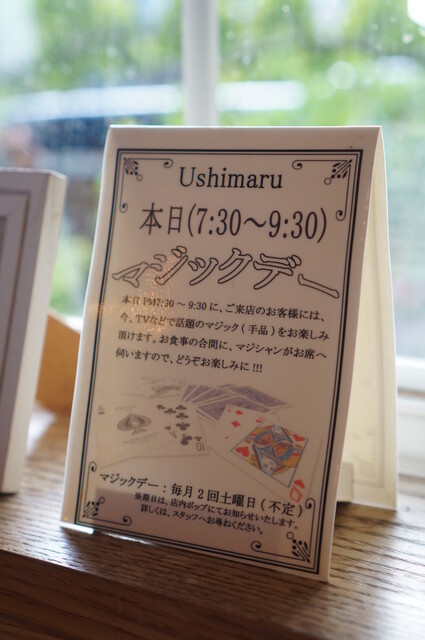 Ushimaru
本日(7:30〜9:30)
マジックデー
本日PM7:30〜9:30に、ご来店のお客様には、
今、TVなどで話題のマジック(手品)をお楽しみ
頂けます。お食事の合間に、マジシャンがお席へ
伺いますので、どうぞお楽しみに!!!
マジックデー:毎月2回土曜日(不定)
開催日は、店内ポップにてお知らせいたします。
詳しくは、スタッフへお尋ねください。